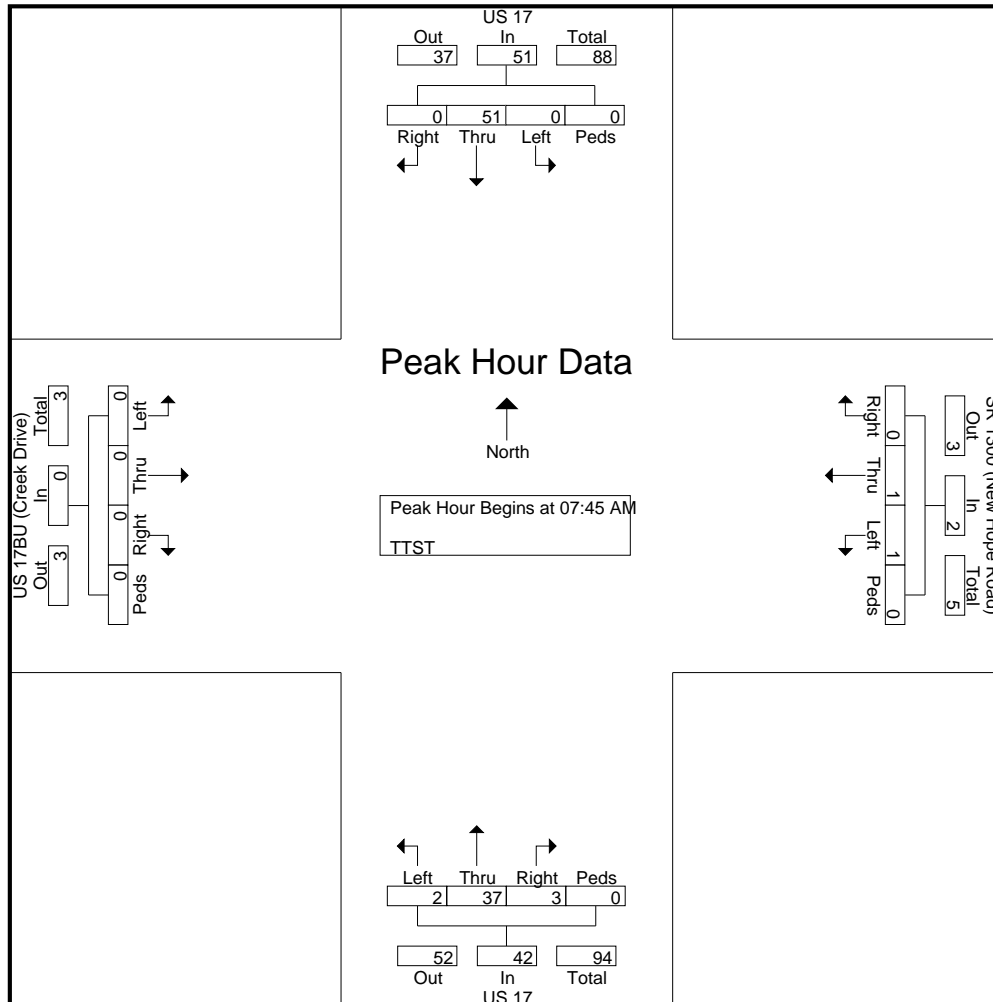 US 17
Out In Total
37 51 88
0 51 0 0
Right Thru Left Peds
Peak Hour Data
North
Peak Hour Begins at 07:45 AM
TTST
US 17BU (Creek Drive)
Out In Total
3 0 3
0 0 0 0
Left Thru Right Peds
(New Hope Road)
Out In Total
3 2 5
0 1 1 0
Right Thru Left Peds
Left Thru Right Peds
2 37 3 0
52 42 94
Out In Total
US 17